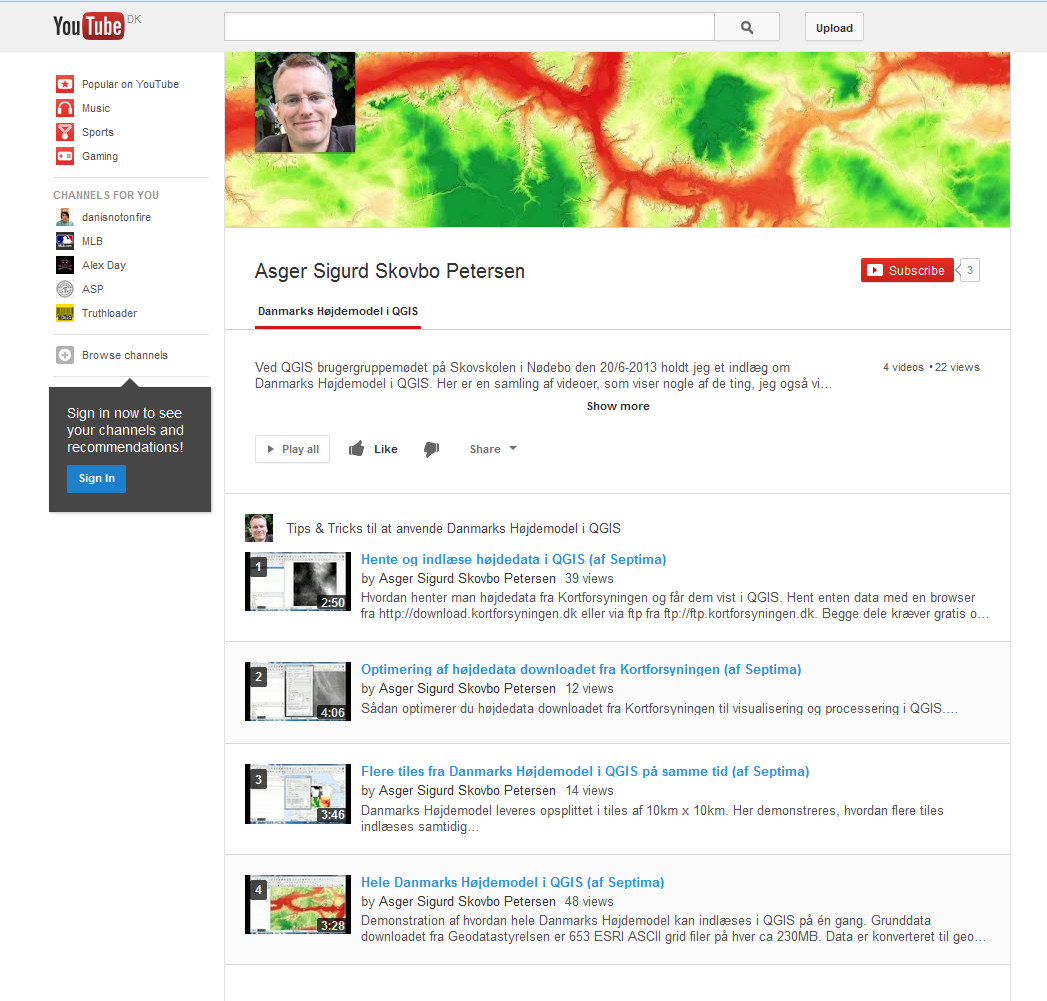 YouTube DK
Upload
Popular on YouTube
Music
Sports
Gaming
CHANNELS FOR YOU
danisnotonfire
MLB
Alex Day
ASP
Truthloader
Browse channels
Sign in now to see
your channels and
recommendations!
Sign In
Asger Sigurd Skovbo Petersen
Subscribe 3
Danmarks Højdemodel i QGIS
Ved QGIS brugergruppemødet på Skovskolen i Nødebo den 20/6-2013 holdt jeg et indlæg om
Danmarks Højdemodel i QGIS. Her er en samling af videoer, som viser nogle af de ting, jeg også vi...
4 videos • 22 views
Show more
Play all Like Share
Tips & Tricks til at anvende Danmarks Højdemodel i QGIS
1
2:50
Hente og indlæse højdedata i QGIS (af Septima)
by Asger Sigurd Skovbo Petersen 39 views
Hvordan henter man højdedata fra Kortforsyningen og får dem vist i QGIS. Hent enten data med en browser
fra http://download.kortforsyningen.dk eller via ftp fra ftp://ftp.kortforsyningen.dk. Begge dele kræver gratis o...
2
4:06
Optimering af højdedata downloadet fra Kortforsyningen (af Septima)
by Asger Sigurd Skovbo Petersen 12 views
Sådan optimerer du højdedata downloadet fra Kortforsyningen til visualisering og processering i QGIS....
3
3:46
Flere tiles fra Danmarks Højdemodel i QGIS på samme tid (af Septima)
by Asger Sigurd Skovbo Petersen 14 views
Danmarks Højdemodel leveres opsplittet i tiles af 10km x 10km. Her demonstreres, hvordan flere tiles
indlæses samtidig...
4
3:28
Hele Danmarks Højdemodel i QGIS (af Septima)
by Asger Sigurd Skovbo Petersen 48 views
Demonstration af hvordan hele Danmarks Højdemodel kan indlæses i QGIS på én gang. Grunddata
downloadet fra Geodatastyrelsen er 653 ESRI ASCII grid filer på hver ca 230MB. Data er konverteret til geo...